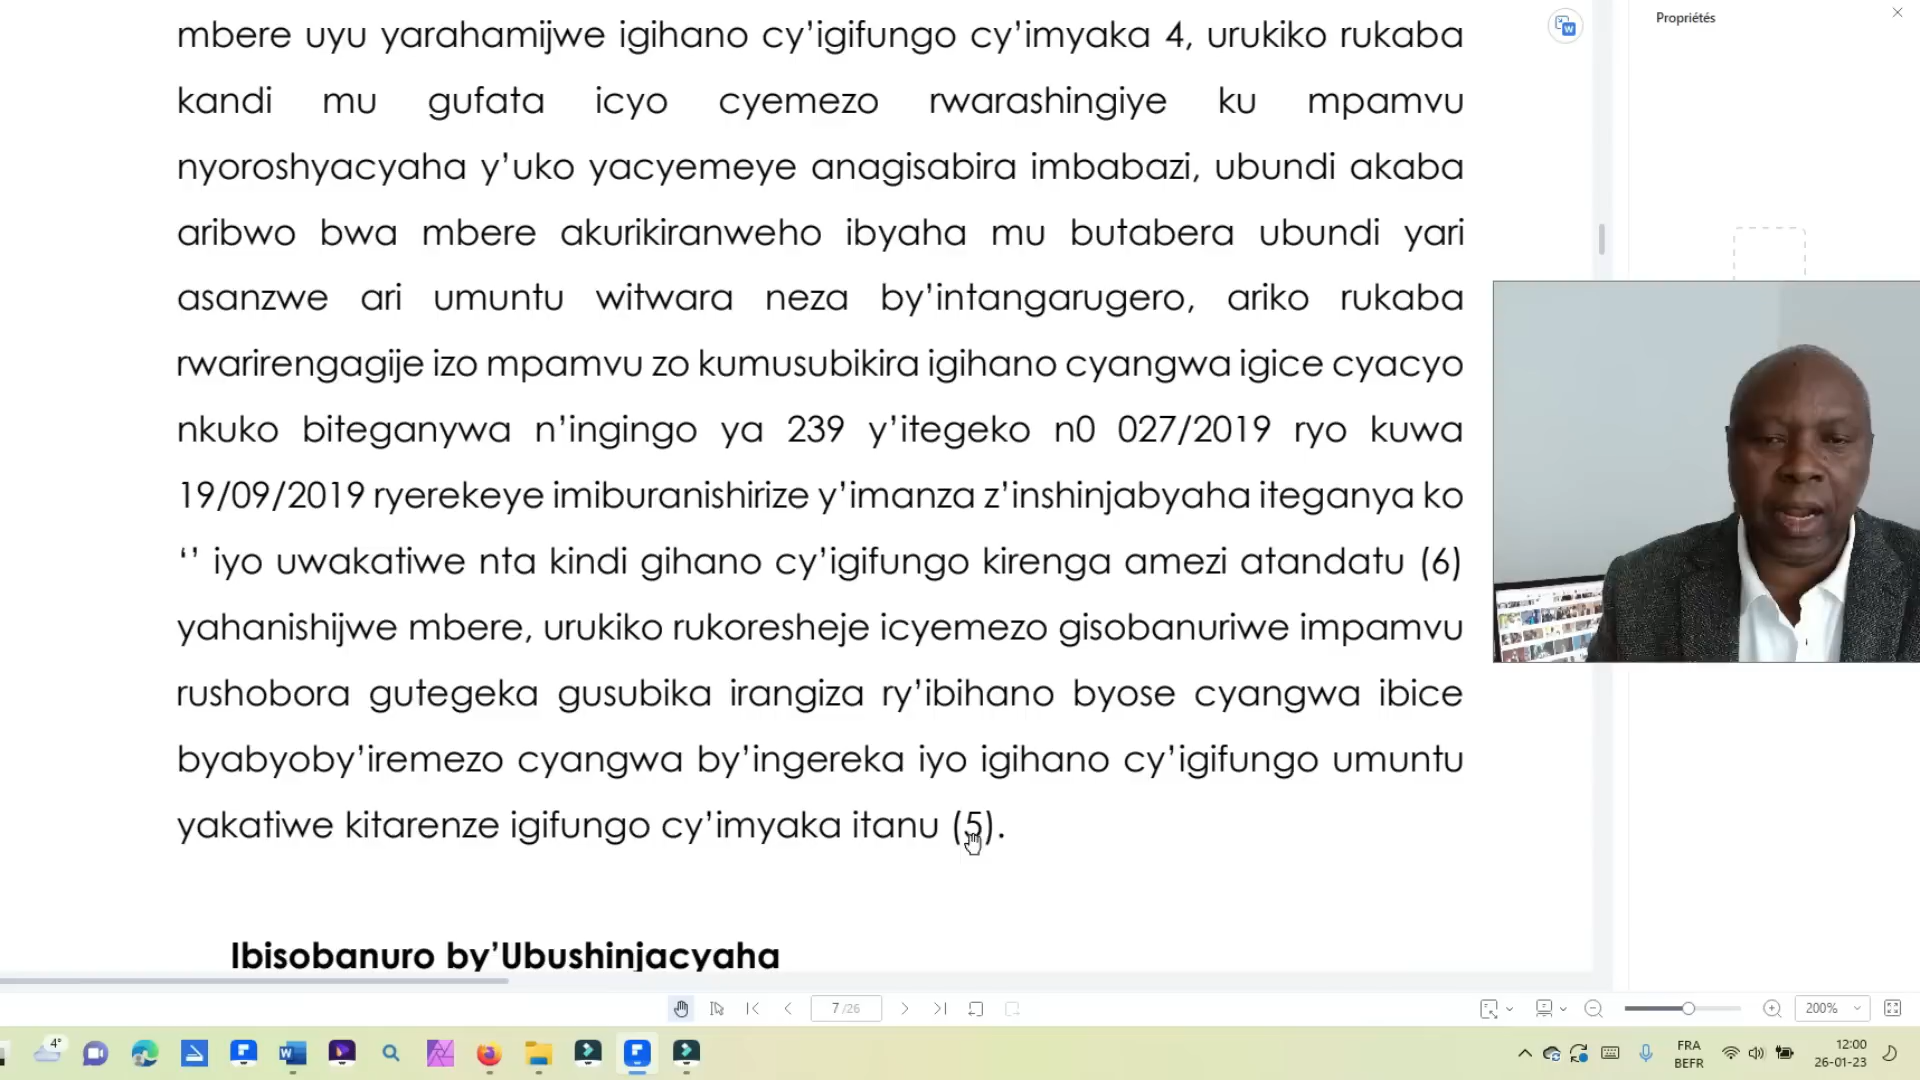 mbere uyu yarahamijwe igihano cy’igifungo cy’imyaka 4, urukiko rukaba
kandi mu gufata icyo cyemezo rwarashingiye ku mpamvu
nyoroshyacyaha y’uko yacyemeye anagisabira imbabazi, ubundi akaba
aribwo bwa mbere akurikiranweho ibyaha mu butabera ubundi yari
asanzwe ari umuntu witwara neza by’intangarugero, ariko rukaba
rwarirengagije izo mpamvu zo kumusubikira igihano cyangwa igice cyacyo
nkuko biteganywa n’ingingo ya 239 y’itegeko n0 027/2019 ryo kuwa
19/09/2019 ryerekeye imiburanishirize y’imanza z’inshinjabyaha iteganya ko
‘’ iyo uwakatiwe nta kindi gihano cy’igifungo kirenga amezi atandatu (6)
yahanishijwe mbere, urukiko rukoresheje icyemezo gisobanuriwe impamvu
rushobora gutegeka gusubika irangiza ry’ibihano byose cyangwa ibice
byabyoby’iremezo cyangwa by’ingereka iyo igihano cy’igifungo umuntu
yakatiwe kitarenze igifungo cy’imyaka itanu (5).
Ibisobanuro by’Ubushinjacyaha
Propriétés
7 /26
200%
4°
FRA
BEFR
12:00
26-01-23